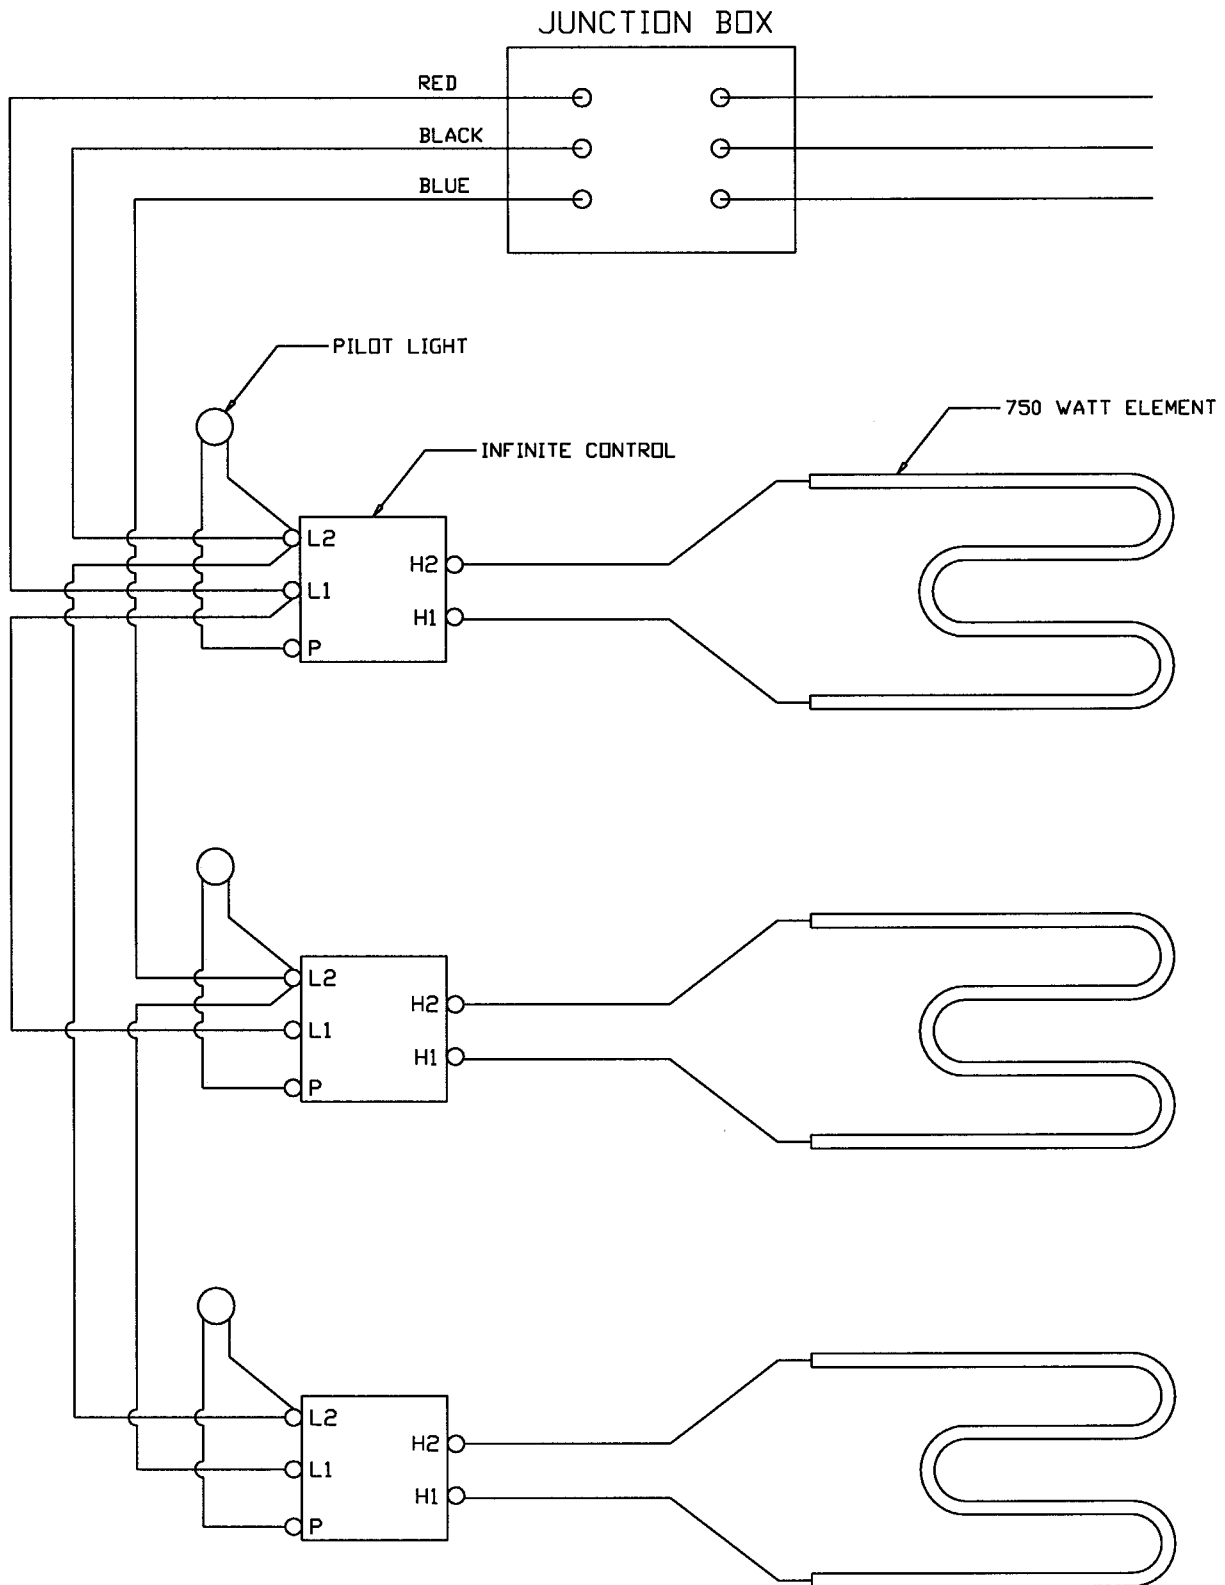 JUNCTION BOX
RED
BLACK
BLUE
PILOT LIGHT
750 WATT ELEMENT
INFINITE CONTROL
L2
H2
L1
H1
P
L2
H2
L1
H1
P
L2
H2
L1
H1
P